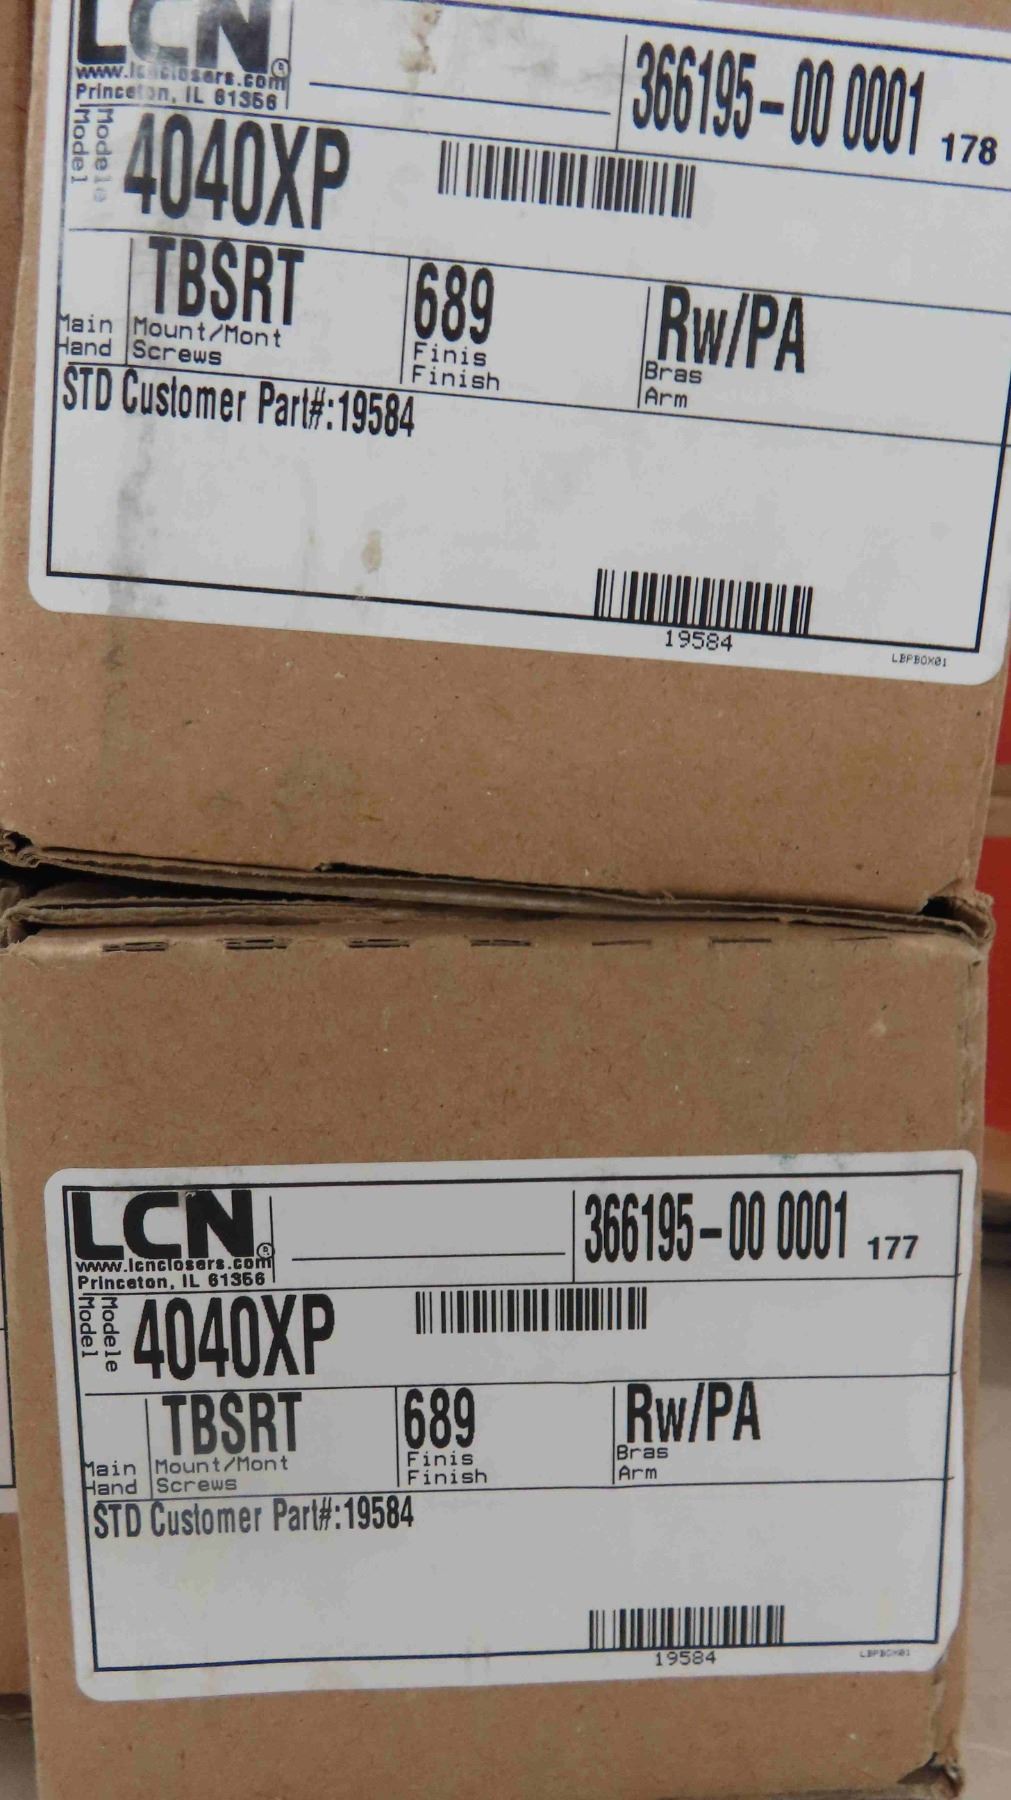 LCN®
www.lcnclosers.com
Princeton, IL 61356
366195-00 0001 178
Modele
Model
4040XP
TBSRT
689
Rw/PA
Main
Hand
Mount/Mont
Screws
Finis
Finish
Bras
Arm
STD Customer Part#:19584
19584
LBPBOX01
LCN®
www.lcnclosers.com
Princeton, IL 61356
366195-00 0001 177
Modele
Model
4040XP
TBSRT
689
Rw/PA
Main
Hand
Mount/Mont
Screws
Finis
Finish
Bras
Arm
STD Customer Part#:19584
19584
LBPBOX01